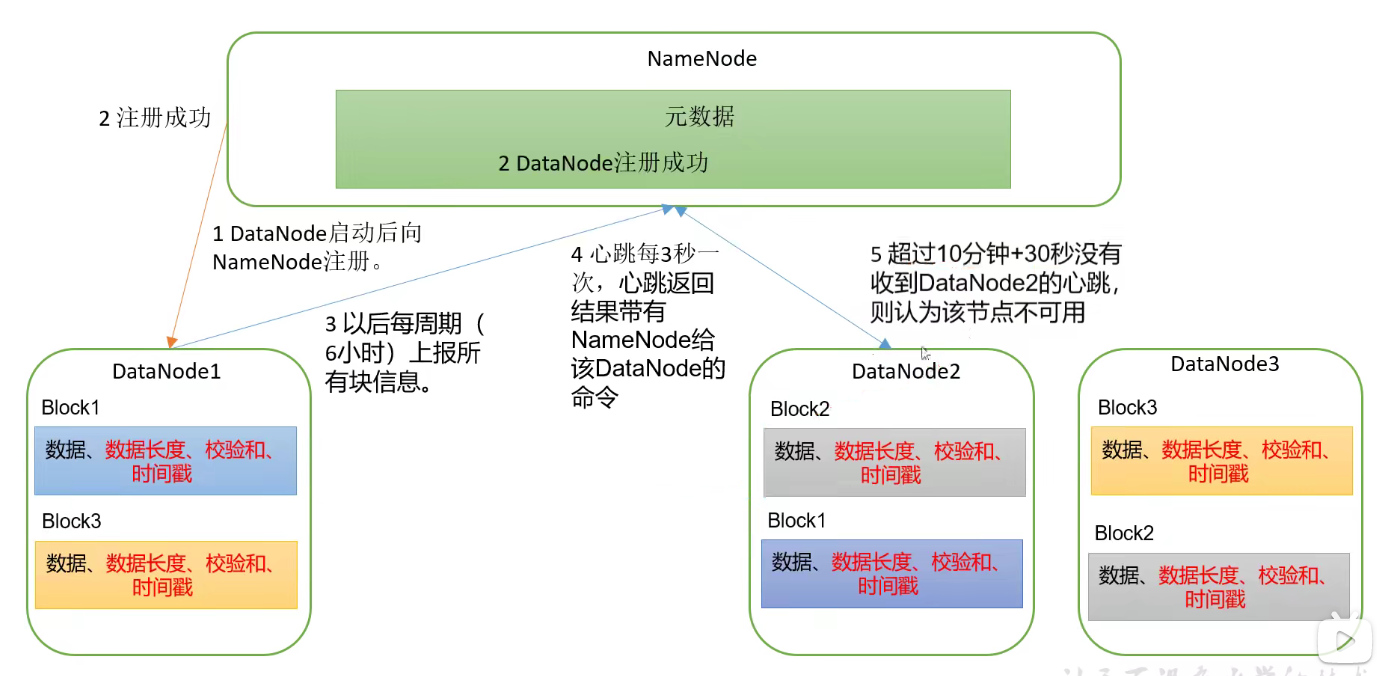 NameNode
元数据
2 DataNode注册成功
2 注册成功
1 DataNode启动后向
NameNode注册。
3 以后每周期（
6小时）上报所
有块信息。
4 心跳每3秒一
次，心跳返回
结果带有
NameNode给
该DataNode的
命令
5 超过10分钟+30秒没有
收到DataNode2的心跳，
则认为该节点不可用
DataNode1
Block1
数据、数据长度、校验和、
时间戳
Block3
数据、数据长度、校验和、
时间戳
DataNode2
Block2
数据、数据长度、校验和、
时间戳
Block1
数据、数据长度、校验和、
时间戳
DataNode3
Block3
数据、数据长度、校验和、
时间戳
Block2
数据、数据长度、校验和、
时间戳